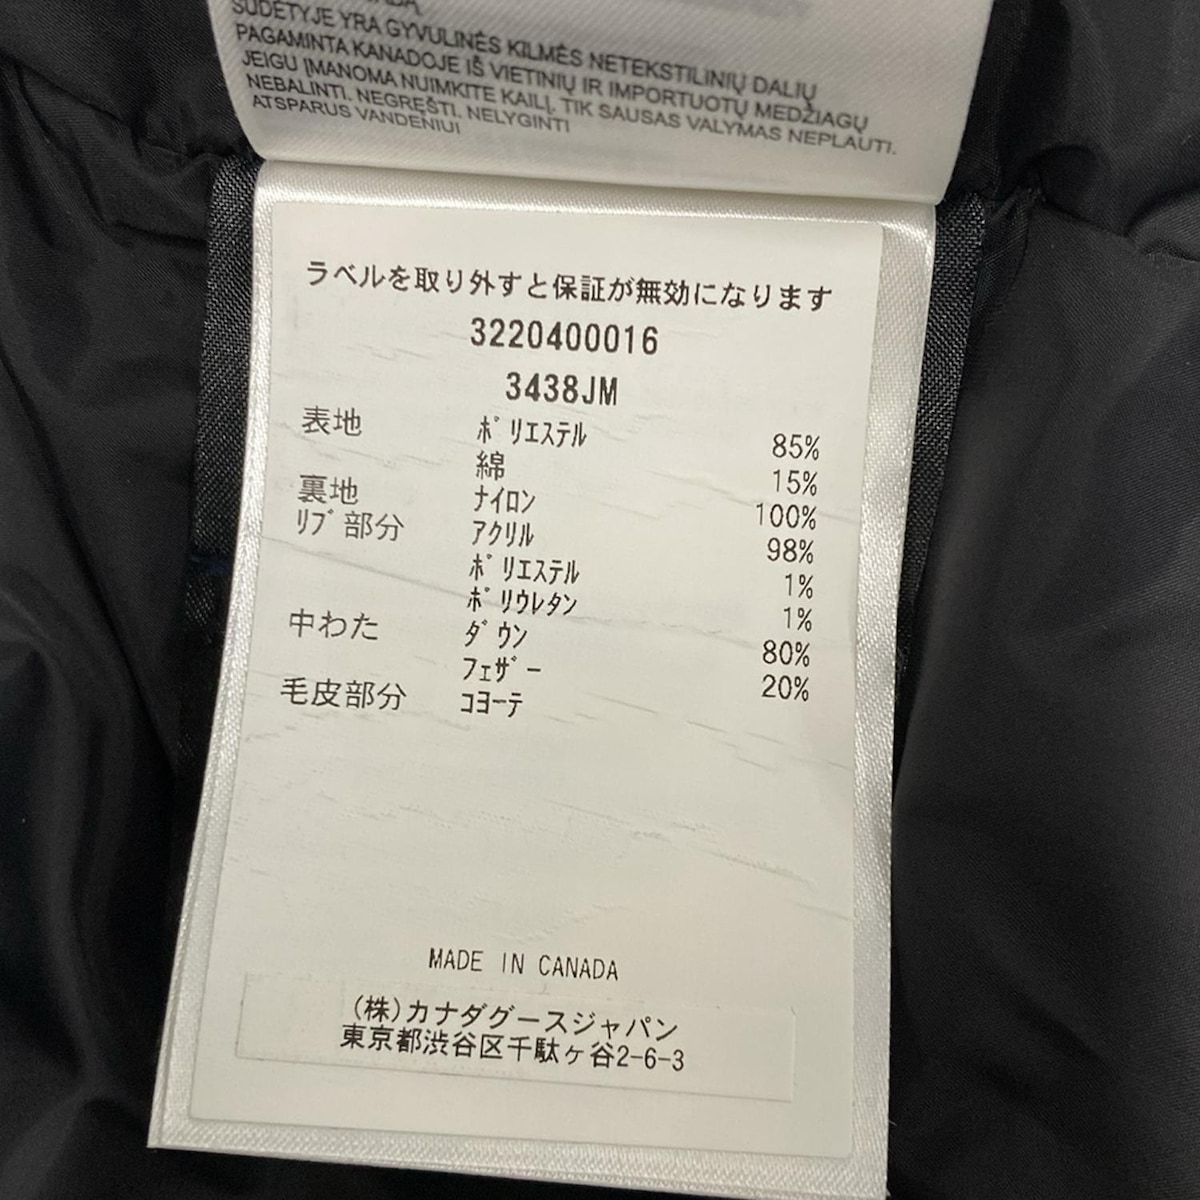 SUDĖTYJE YRA GYVULINĖS KILMĖS NETEKSTILINIŲ DALIŲ
PAGAMINTA KANADOJE IŠ VIETINIŲ IR IMPORTUOTŲ MEDŽIAGŲ
JEIGU ĮMANOMA NUIMKITE KAILĮ. TIK SAUSAS VALYMAS NEPLAUTI.
NEBALINTI. NEGRĘŠTI. NELYGINTI
ATSPARUS VANDENIUI
ラベルを取り外すと保証が無効になります
3220400016
3438JM
表地 ﾎﾟﾘｴｽﾃﾙ 85%
綿 15%
裏地 ﾅｲﾛﾝ 100%
ﾘﾌﾞ部分 ｱｸﾘﾙ 98%
ﾎﾟﾘｴｽﾃﾙ 1%
ﾎﾟﾘｳﾚﾀﾝ 1%
中わた ﾀﾞｳﾝ 80%
ﾌｪｻﾞｰ 20%
毛皮部分 ｺﾖｰﾃ
MADE IN CANADA
(株)カナダグースジャパン
東京都渋谷区千駄ヶ谷2-6-3